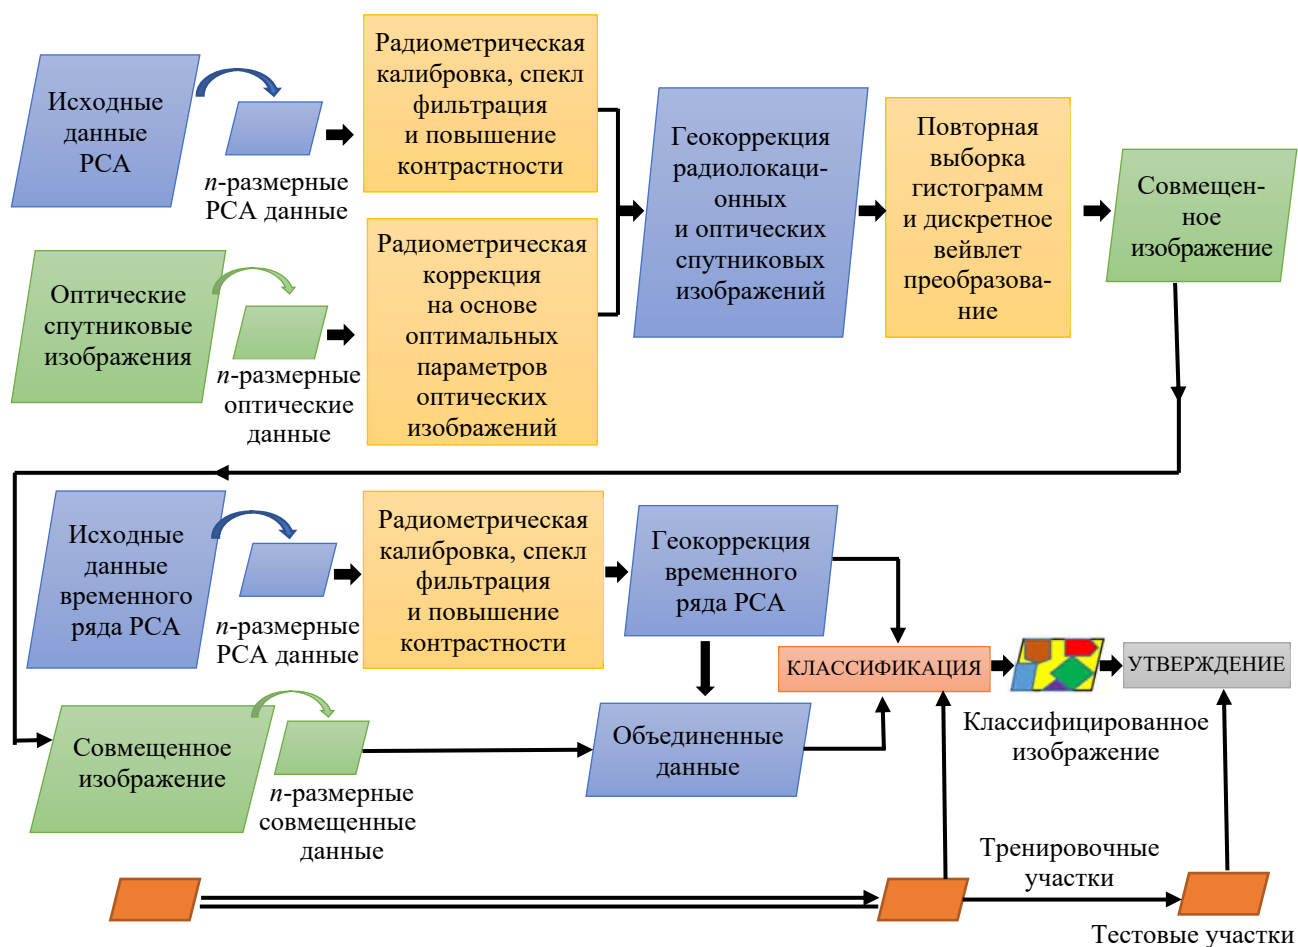 Исходные
данные
РСА
n-размерные
РСА данные
Радиометрическая
калибровка, спекл
фильтрация
и повышение
контрастности
Оптические
спутниковые
изображения
n-размерные
оптические
данные
Радиометрическая
коррекция
на основе
оптимальных
параметров
оптических
изображений
Геокоррекция
радиолокаци-
онных
и оптических
спутниковых
изображений
Повторная
выборка
гистограмм
и дискретное
вейвлет
преобразова-
ние
Совмещен-
ное
изображение
Исходные
данные
временного
ряда РСА
n-размерные
РСА данные
Радиометрическая
калибровка, спекл
фильтрация
и повышение
контрастности
Геокоррекция
временного
ряда РСА
КЛАССИФИКАЦИЯ
Классифицированное
изображение
УТВЕРЖДЕНИЕ
Совмещенное
изображение
n-размерные
совмещенные
данные
Объединенные
данные
Тренировочные
участки
Тестовые участки